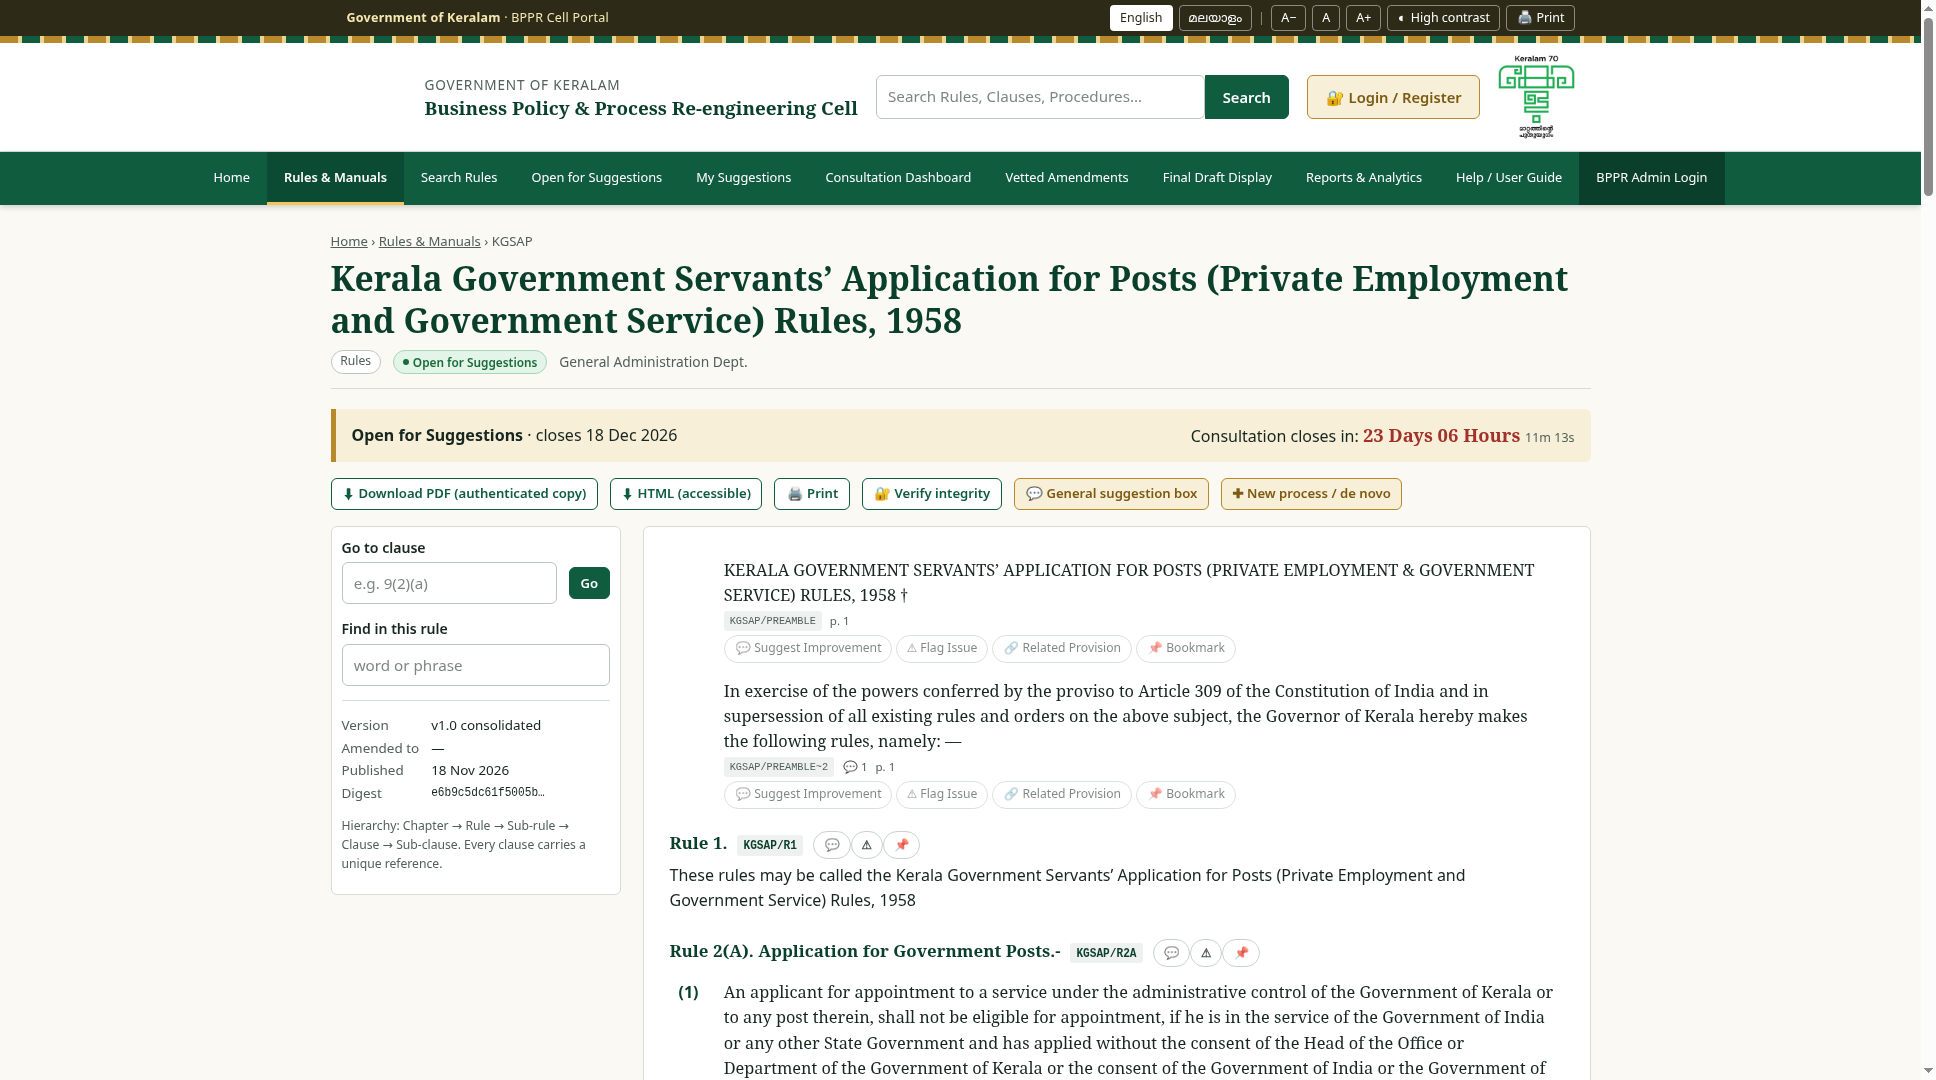 Government of Keralam · BPPR Cell Portal
English മലയാളം | A− A A+ High contrast Print
GOVERNMENT OF KERALAM
Business Policy & Process Re-engineering Cell
Search Rules, Clauses, Procedures... Search
Login / Register
Keralam 70
മാറ്റത്തിന്റെ
പുതുയുഗം
Home Rules & Manuals Search Rules Open for Suggestions My Suggestions Consultation Dashboard Vetted Amendments Final Draft Display Reports & Analytics Help / User Guide BPPR Admin Login
Home › Rules & Manuals › KGSAP
Kerala Government Servants’ Application for Posts (Private Employment
and Government Service) Rules, 1958
Rules ● Open for Suggestions General Administration Dept.
Open for Suggestions · closes 18 Dec 2026
Consultation closes in: 23 Days 06 Hours 11m 13s
⬇ Download PDF (authenticated copy) ⬇ HTML (accessible) 🖨️ Print 🔐 Verify integrity 💬 General suggestion box ✚ New process / de novo
Go to clause
e.g. 9(2)(a) Go
Find in this rule
word or phrase
Version v1.0 consolidated
Amended to —
Published 18 Nov 2026
Digest e6b9c5dc61f5005b…
Hierarchy: Chapter → Rule → Sub-rule →
Clause → Sub-clause. Every clause carries a
unique reference.
KERALA GOVERNMENT SERVANTS’ APPLICATION FOR POSTS (PRIVATE EMPLOYMENT & GOVERNMENT
SERVICE) RULES, 1958 †
KGSAP/PREAMBLE p. 1
💬 Suggest Improvement ⚠ Flag Issue 🔗 Related Provision 📌 Bookmark
In exercise of the powers conferred by the proviso to Article 309 of the Constitution of India and in
supersession of all existing rules and orders on the above subject, the Governor of Kerala hereby makes
the following rules, namely: —
KGSAP/PREAMBLE~2 💬 1 p. 1
💬 Suggest Improvement ⚠ Flag Issue 🔗 Related Provision 📌 Bookmark
Rule 1. KGSAP/R1 💬 ⚠ 📌
These rules may be called the Kerala Government Servants’ Application for Posts (Private Employment and
Government Service) Rules, 1958
Rule 2(A). Application for Government Posts.- KGSAP/R2A 💬 ⚠ 📌
(1) An applicant for appointment to a service under the administrative control of the Government of Kerala or
to any post therein, shall not be eligible for appointment, if he is in the service of the Government of India
or any other State Government and has applied without the consent of the Head of the Office or
Department of the Government of Kerala or the consent of the Government of India or the Government of